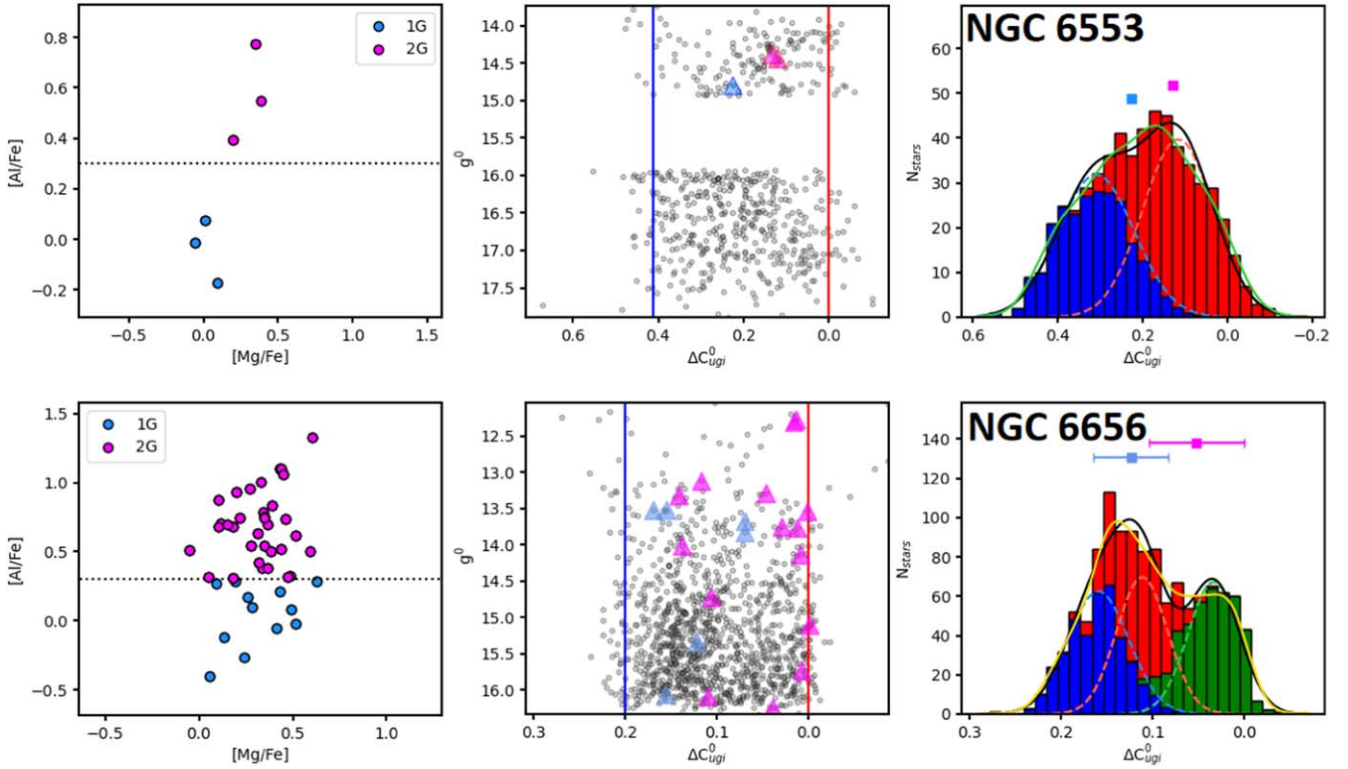 0.8
0.6
0.4
0.2
0.0
−0.2
[Al/Fe]
1G
2G
−0.5 0.0 0.5 1.0 1.5
[Mg/Fe]
14.0
14.5
15.0
15.5
16.0
16.5
17.0
17.5
g⁰
0.6 0.4 0.2 0.0
ΔC⁰ugi
NGC 6553
60
50
40
30
20
10
0
Nstars
0.6 0.4 0.2 0.0 −0.2
ΔC⁰ugi
1.5
1.0
0.5
0.0
−0.5
[Al/Fe]
1G
2G
−0.5 0.0 0.5 1.0
[Mg/Fe]
12.5
13.0
13.5
14.0
14.5
15.0
15.5
16.0
g⁰
0.3 0.2 0.1 0.0
ΔC⁰ugi
NGC 6656
140
120
100
80
60
40
20
0
Nstars
0.3 0.2 0.1 0.0
ΔC⁰ugi